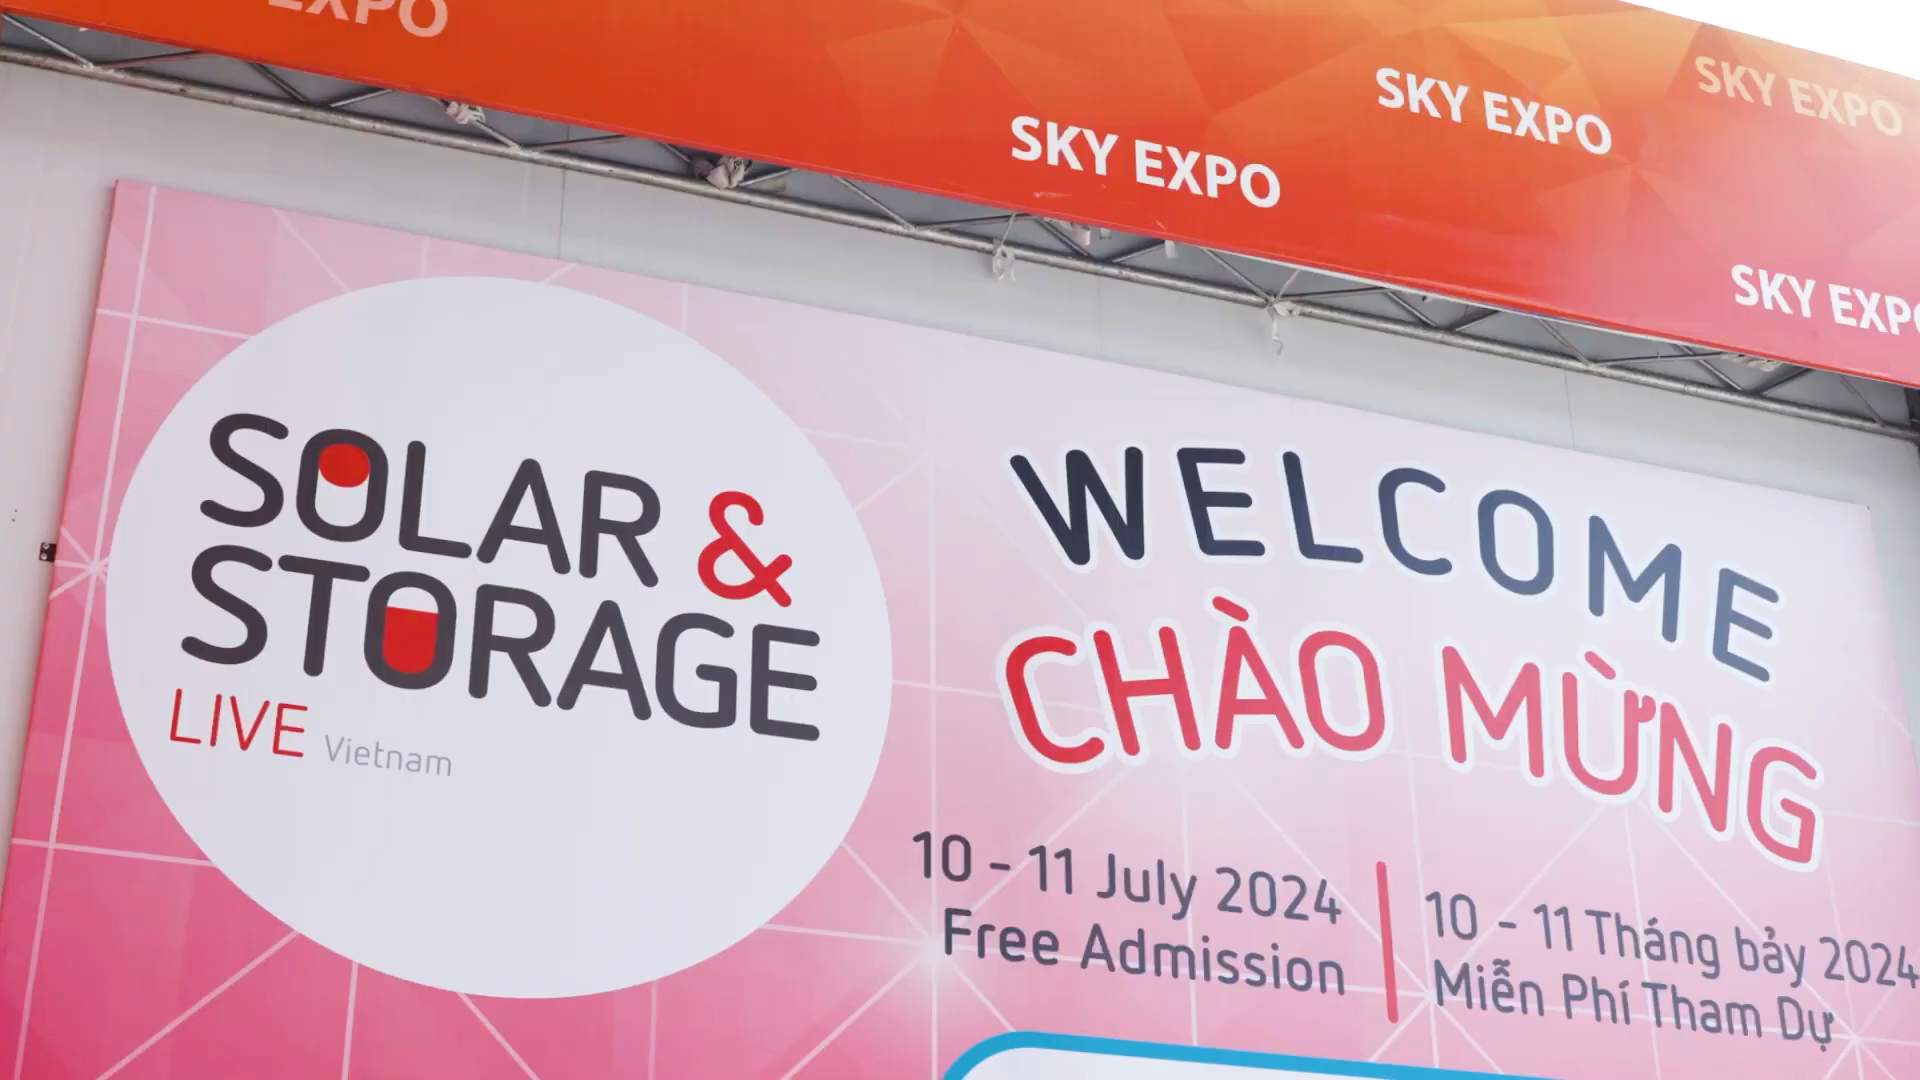 EXPO
SKY EXPO
SKY EXPO
SKY EXPO
SKY EXPO
SOLAR &
STORAGE
LIVE Vietnam
WELCOME
CHÀO MỪNG
10 - 11 July 2024
Free Admission
10 - 11 Tháng bảy 2024
Miễn Phí Tham Dự